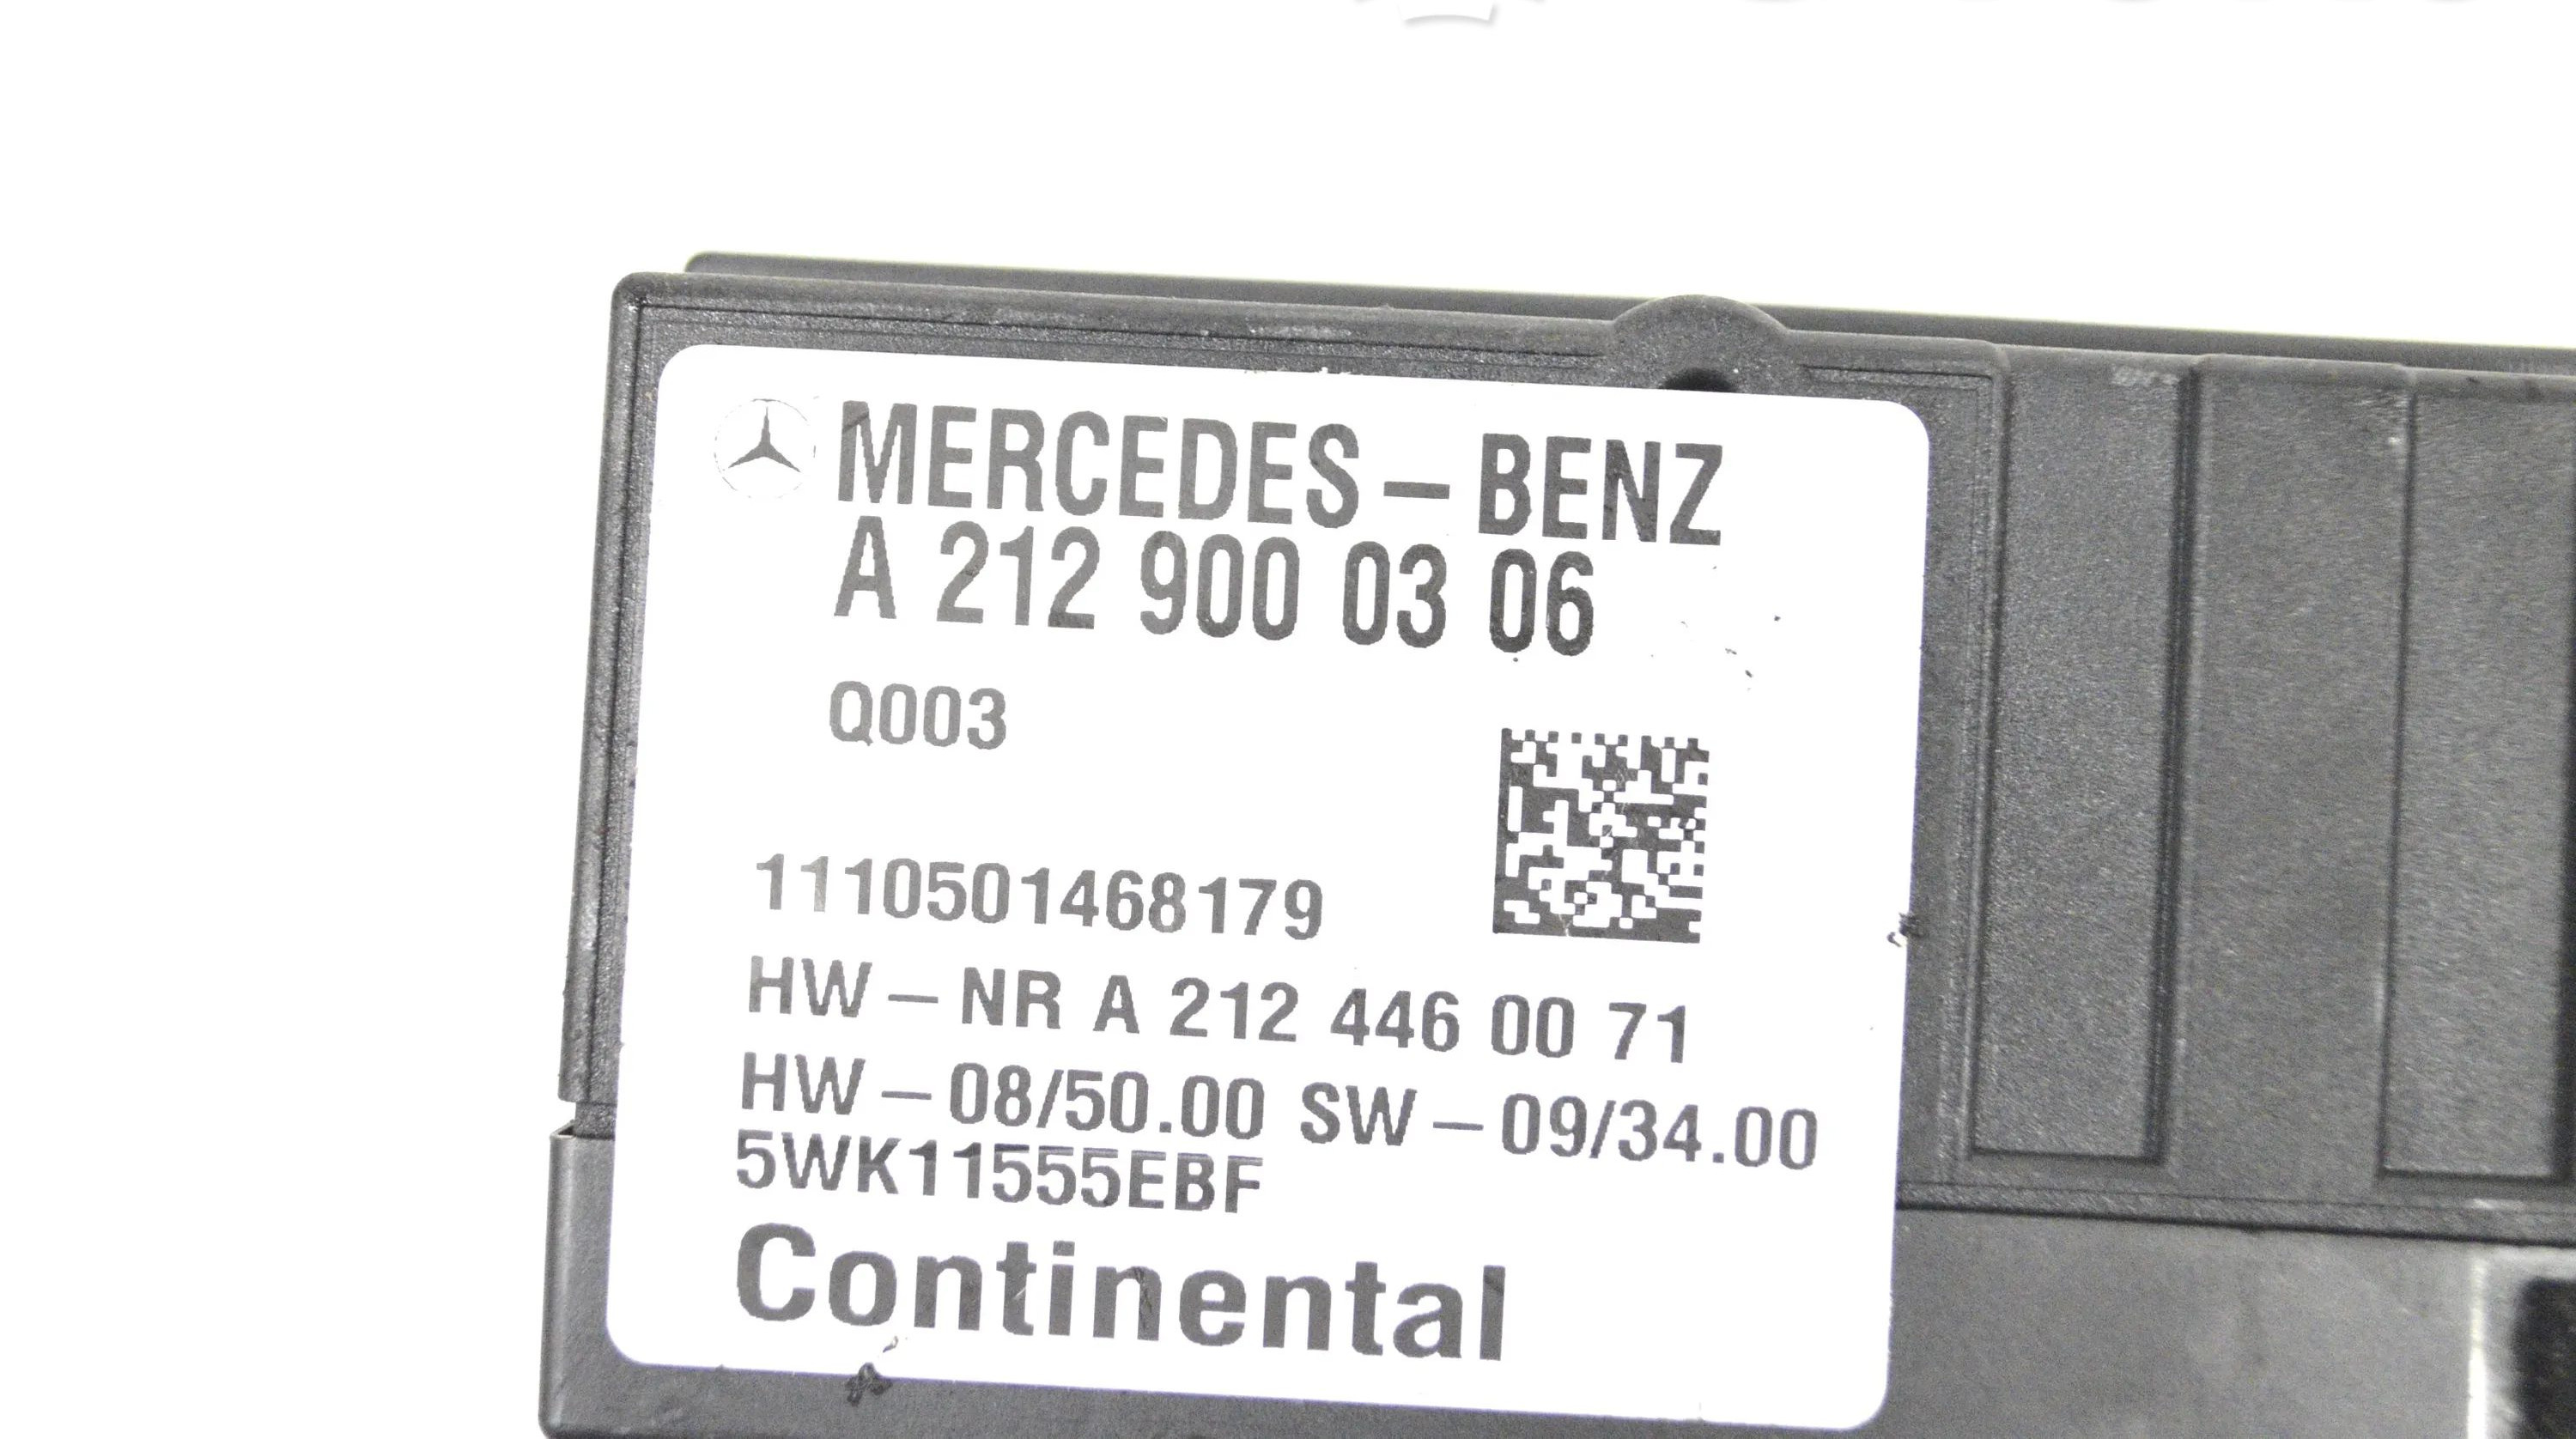 MERCEDES-BENZ
A 212 900 03 06
Q003
1110501468179
HW-NR A 212 446 00 71
HW-08/50.00 SW-09/34.00
5WK11555EBF
Continental